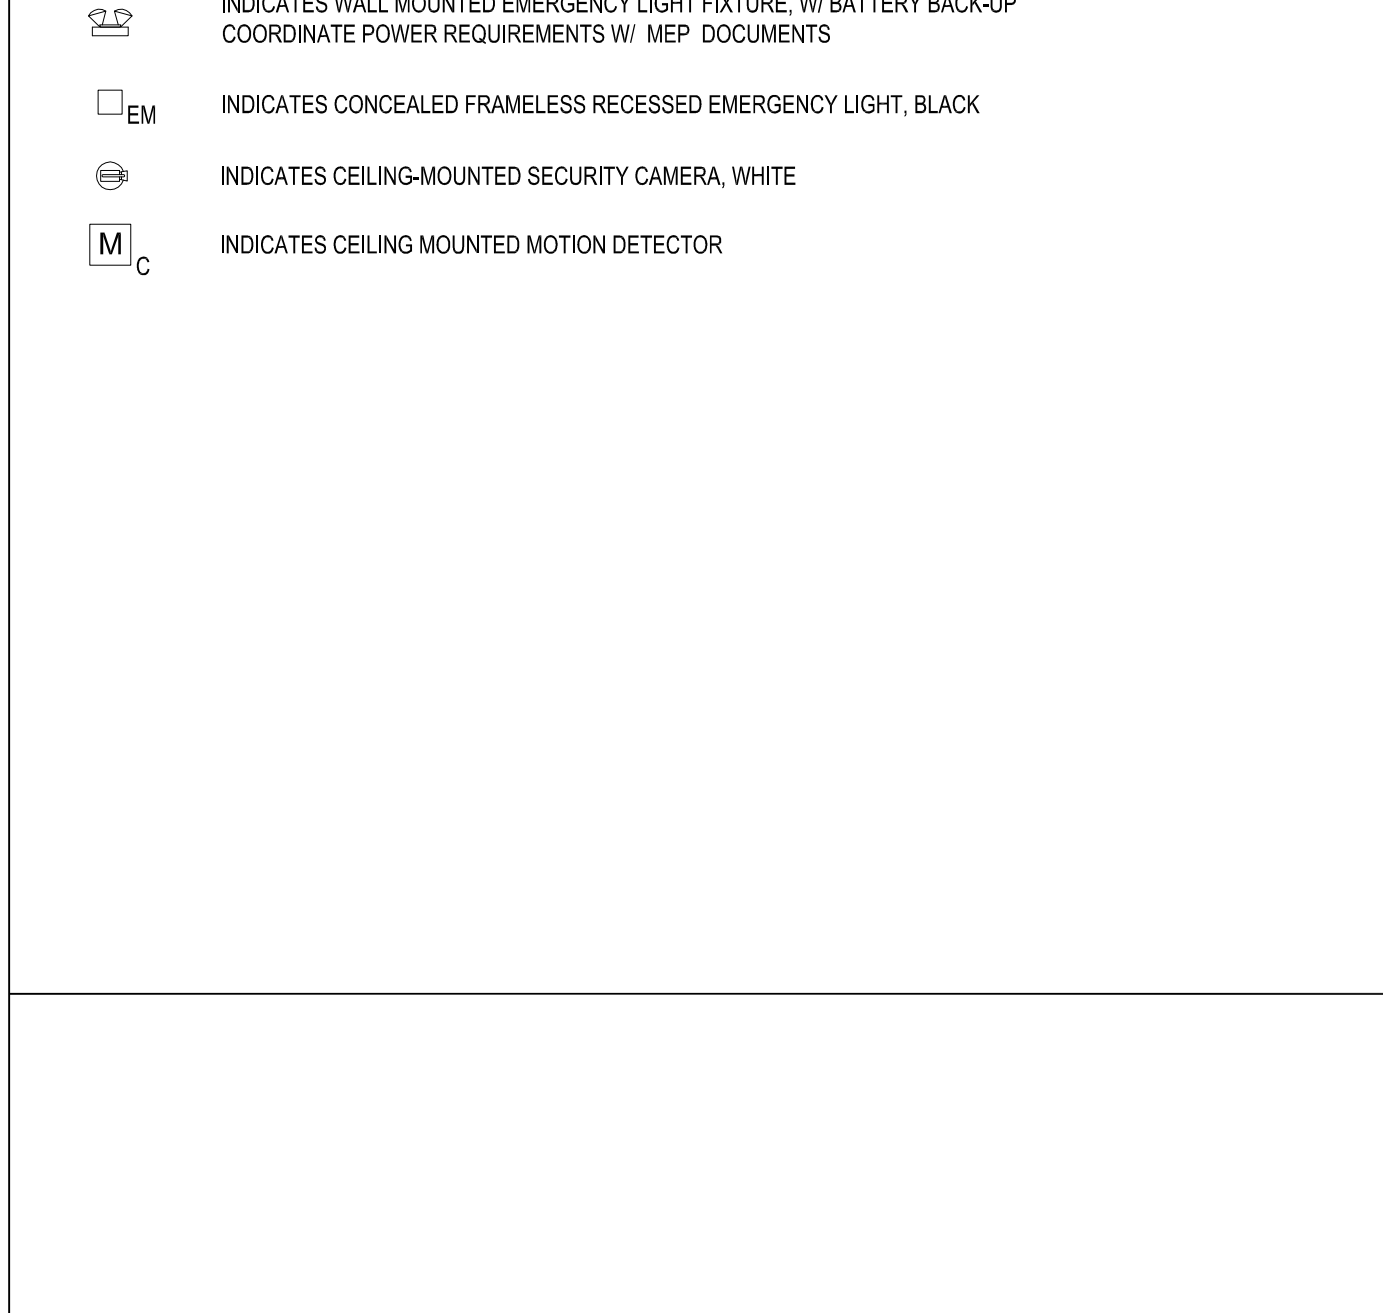 INDICATES WALL MOUNTED EMERGENCY LIGHT FIXTURE, W/ BATTERY BACK-UP
COORDINATE POWER REQUIREMENTS W/ MEP DOCUMENTS
EM INDICATES CONCEALED FRAMELESS RECESSED EMERGENCY LIGHT, BLACK
INDICATES CEILING-MOUNTED SECURITY CAMERA, WHITE
M C INDICATES CEILING MOUNTED MOTION DETECTOR